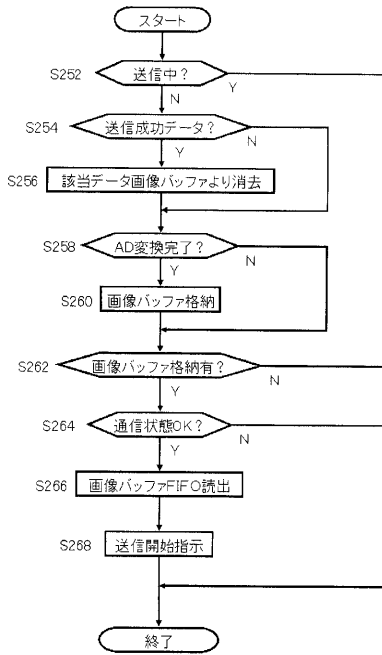 スタート
S252
送信中?
Y
N
S254
送信成功データ?
N
Y
S256
該当データ画像バッファより消去
S258
AD変換完了?
N
Y
S260
画像バッファ格納
S262
画像バッファ格納有?
N
Y
S264
通信状態OK?
N
Y
S266
画像バッファFIFO読出
S268
送信開始指示
終了